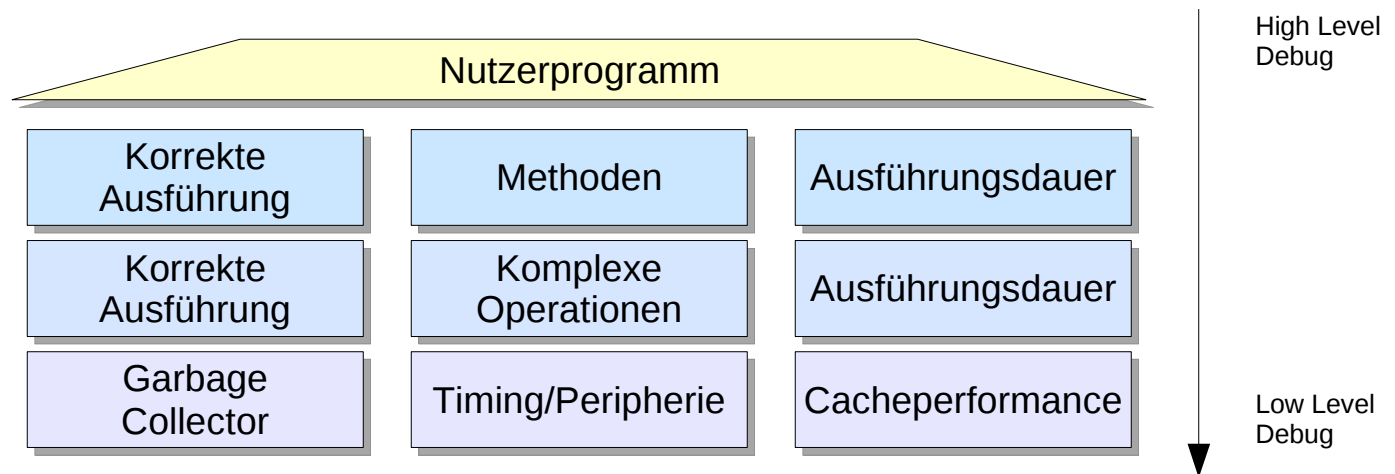 High Level
Debug
Nutzerprogramm
Korrekte
Ausführung
Methoden
Ausführungsdauer
Korrekte
Ausführung
Komplexe
Operationen
Ausführungsdauer
Garbage
Collector
Timing/Peripherie
Cacheperformance
Low Level
Debug